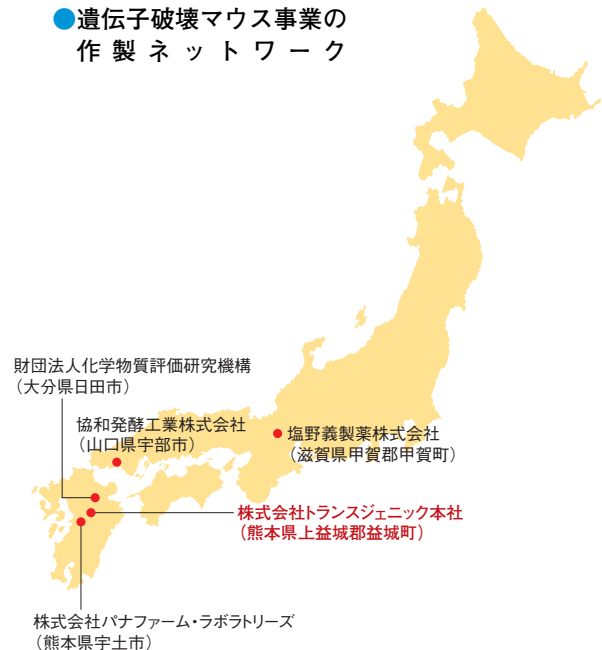 ●遺伝子破壊マウス事業の
作製ネットワーク
財団法人化学物質評価研究機構
（大分県日田市）
協和発酵工業株式会社
（山口県宇部市）
塩野義製薬株式会社
（滋賀県甲賀郡甲賀町）
株式会社トランスジェニック本社
（熊本県上益城郡益城町）
株式会社パナファーム・ラボラトリーズ
（熊本県宇土市）